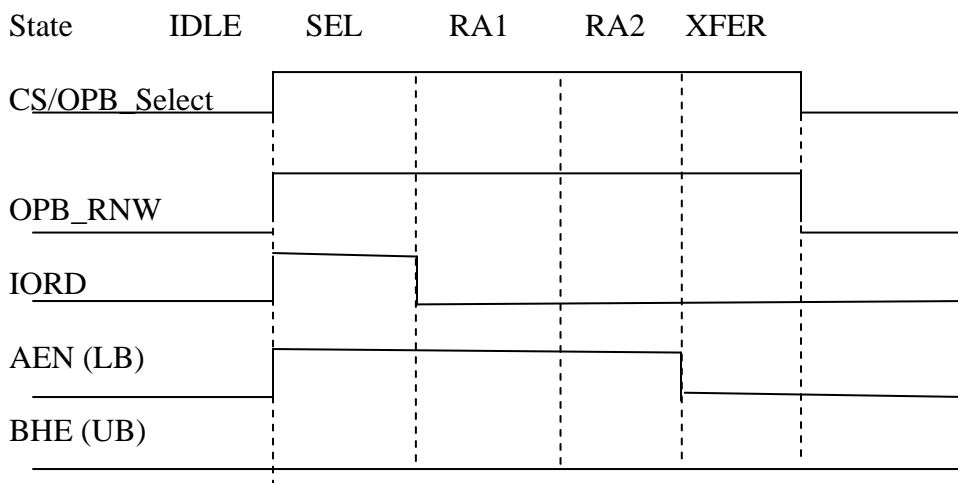 State IDLE SEL RA1 RA2 XFER
CS/OPB_Select
OPB_RNW
IORD
AEN (LB)
BHE (UB)